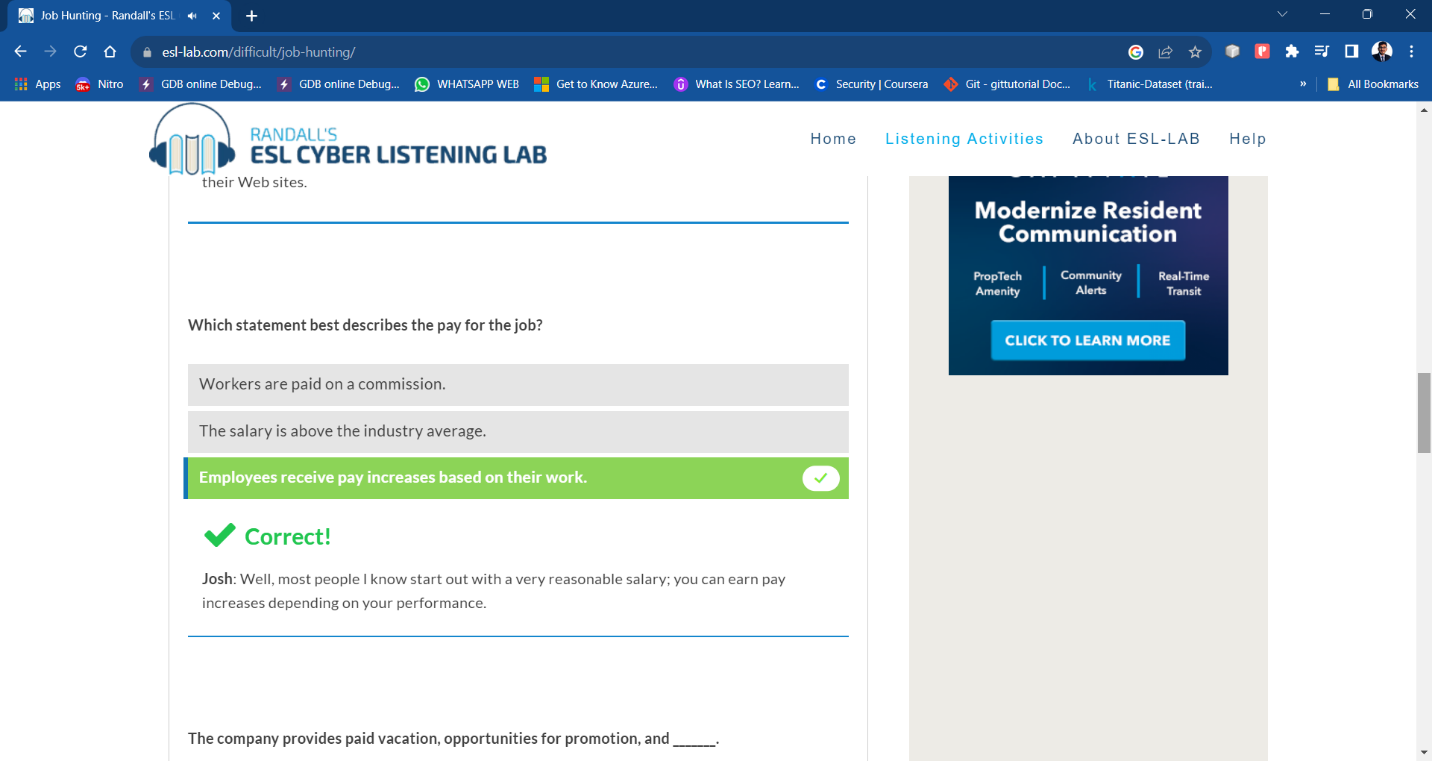 Job Hunting - Randall's ESL
esl-lab.com/difficult/job-hunting/
Apps
5k+
Nitro
GDB online Debug...
GDB online Debug...
WHATSAPP WEB
Get to Know Azure...
What Is SEO? Learn...
Security | Coursera
Git - gittutorial Doc...
Titanic-Dataset (trai...
»
All Bookmarks
RANDALL'S
ESL CYBER LISTENING LAB
Home
Listening Activities
About ESL-LAB
Help
their Web sites.
Modernize Resident
Communication
PropTech
Amenity
Community
Alerts
Real-Time
Transit
CLICK TO LEARN MORE
Which statement best describes the pay for the job?
Workers are paid on a commission.
The salary is above the industry average.
Employees receive pay increases based on their work.
Correct!
Josh: Well, most people I know start out with a very reasonable salary; you can earn pay
increases depending on your performance.
The company provides paid vacation, opportunities for promotion, and _______.